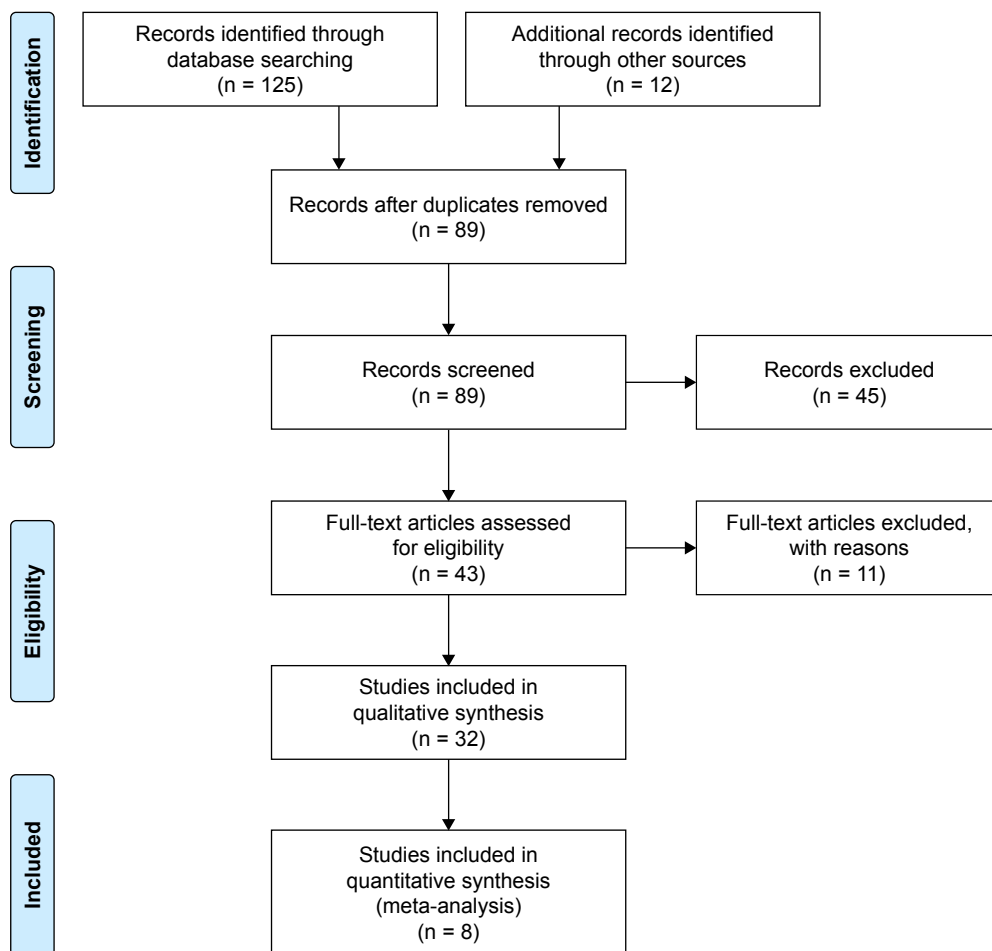 Identification
Records identified through
database searching
(n = 125)
Additional records identified
through other sources
(n = 12)
Records after duplicates removed
(n = 89)
Screening
Records screened
(n = 89)
Records excluded
(n = 45)
Eligibility
Full-text articles assessed
for eligibility
(n = 43)
Full-text articles excluded,
with reasons
(n = 11)
Studies included in
qualitative synthesis
(n = 32)
Included
Studies included in
quantitative synthesis
(meta-analysis)
(n = 8)